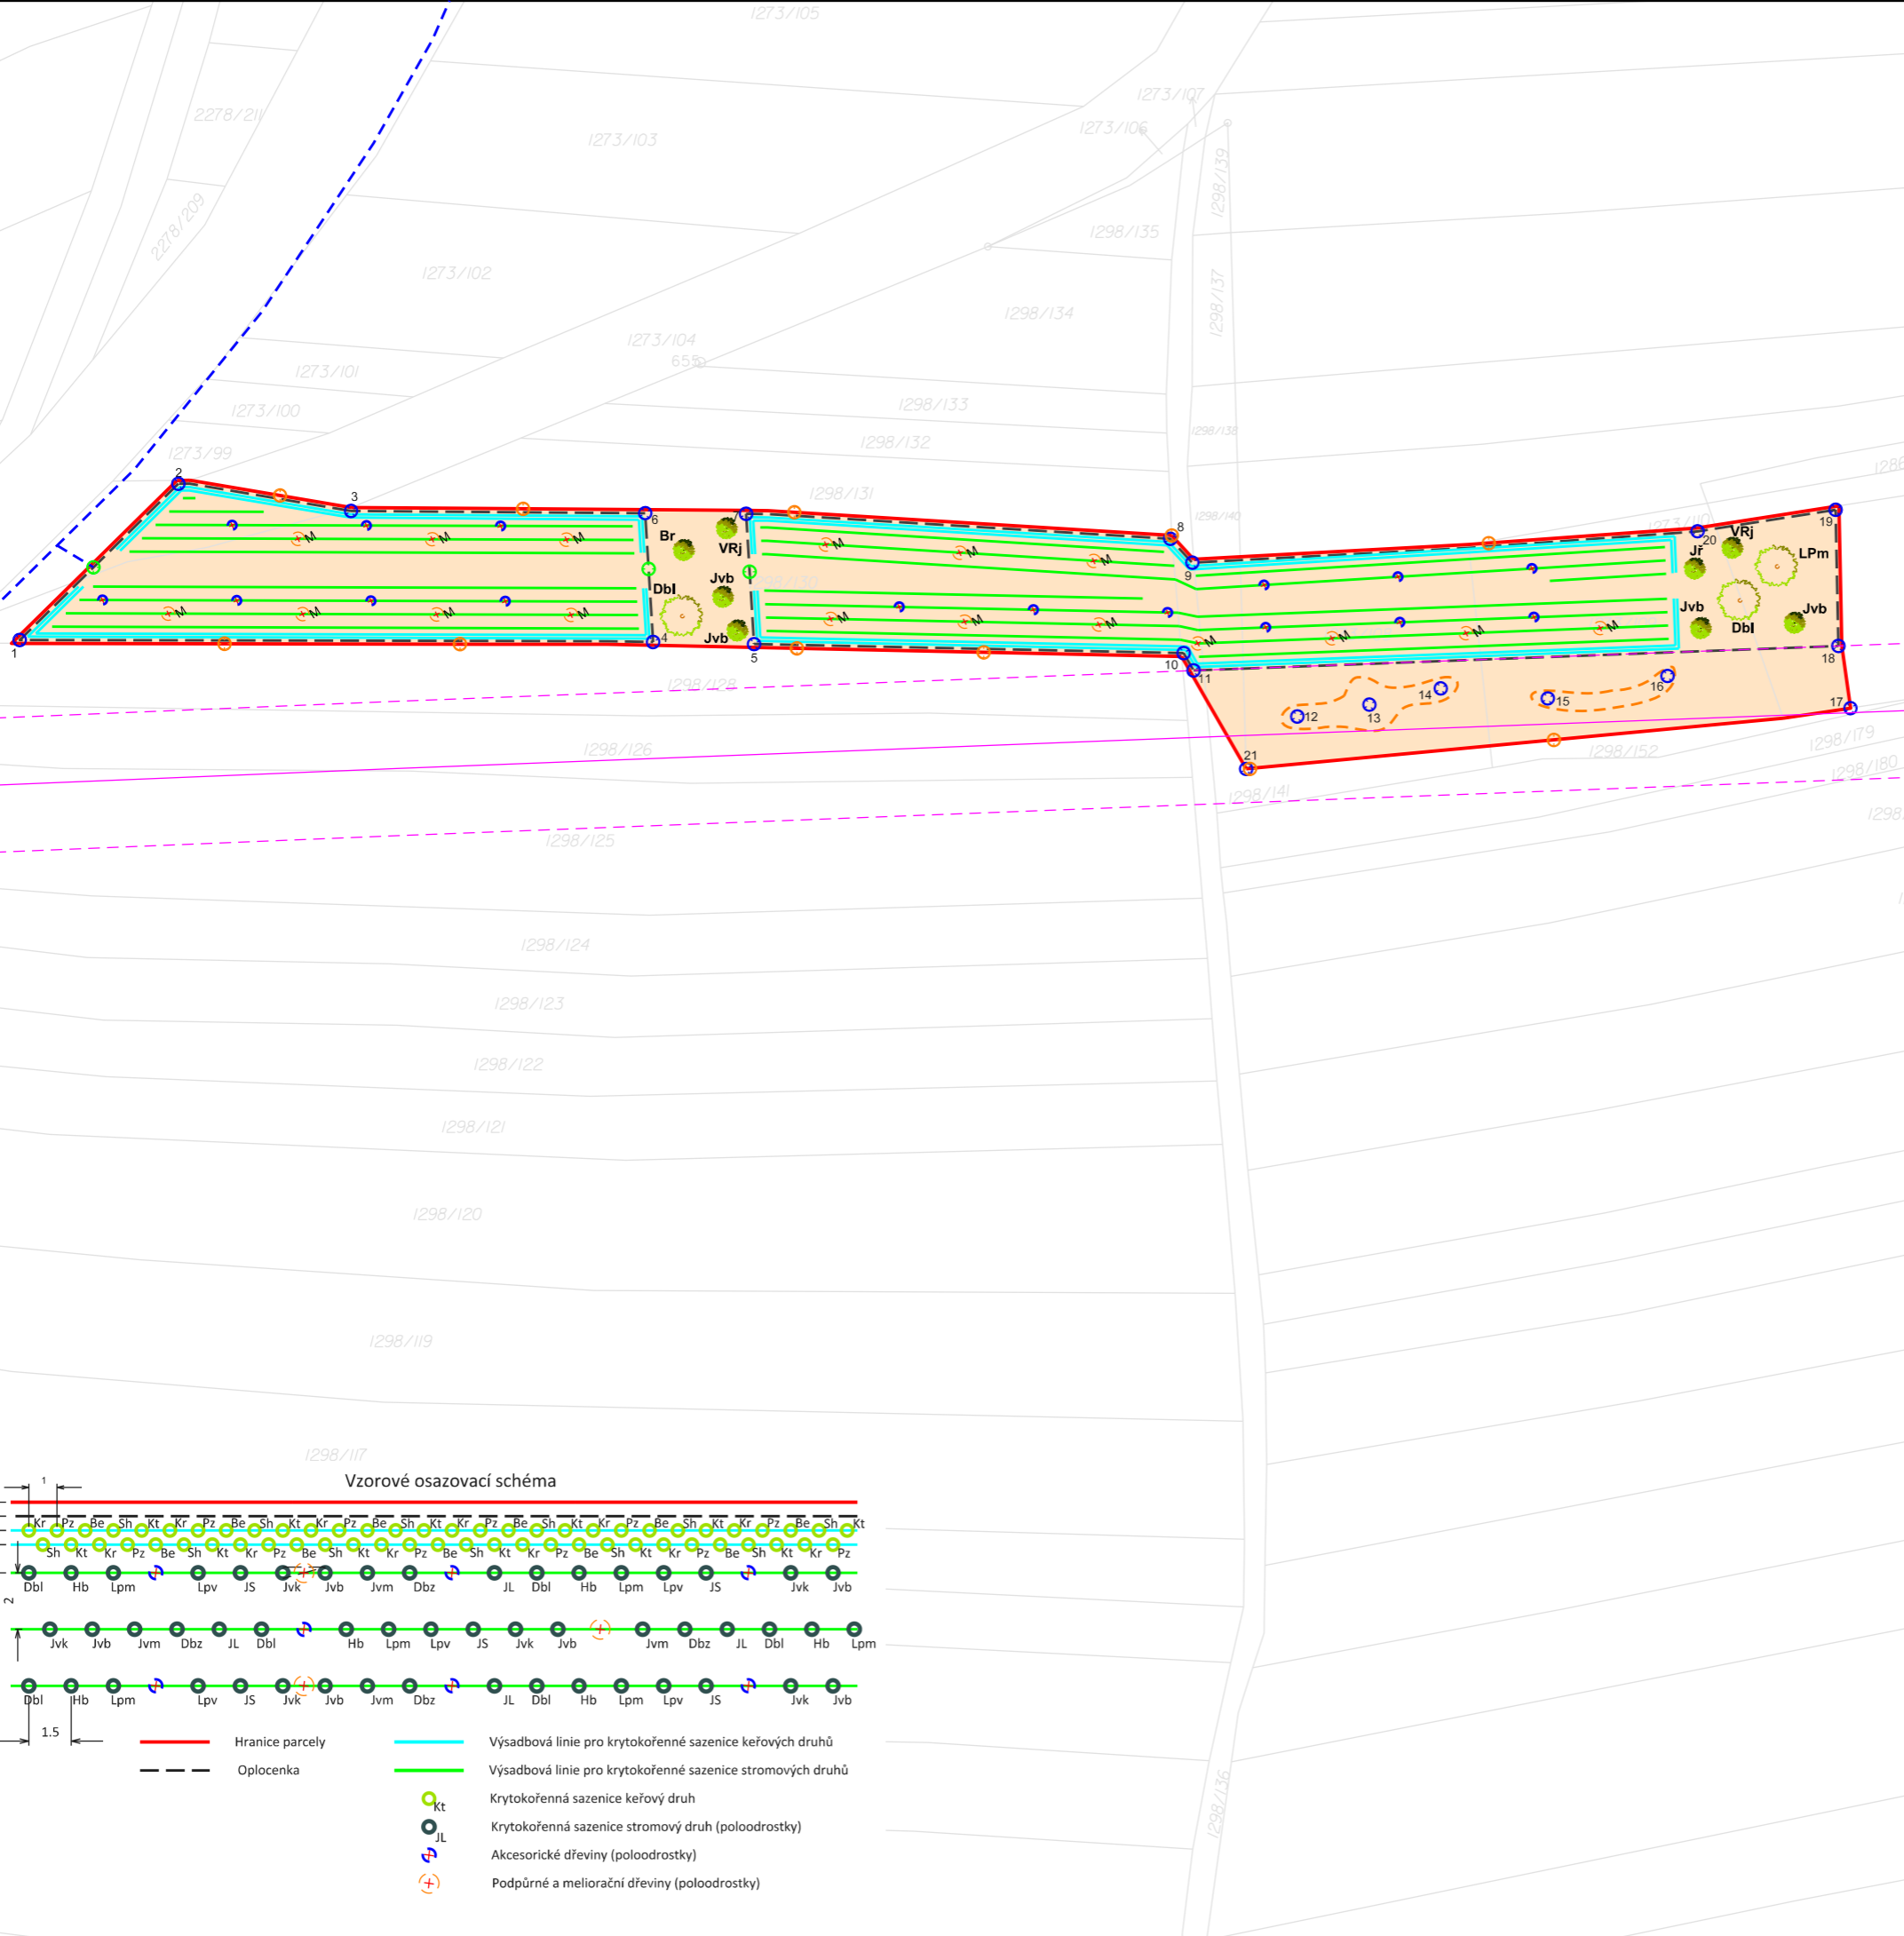 1273/105
2278/211
1273/107
1273/106
1273/103
1298/139
2278/209
1298/135
1273/102
1298/137
1298/134
1273/104
655
1273/101
1298/133
1273/100
1298/138
1298/132
1273/99
1298/131
1298/140
1273/110
2
3
6
7
8
9
20
19
Br
VRj
VRj
Jř
LPm
M
M
M
M
M
M
Dbl
Jvb
1298/130
Jvb
Jvb
Dbl
Jvb
M
M
M
M
M
M
M
M
M
M
M
1
4
5
10
11
18
1298/128
12
13
14
15
16
17
1298/126
21
1298/152
1298/179
1298/180
1298/141
1298/125
1298/124
1298/123
1298/122
1298/121
1298/120
1298/119
1298/117
1298/136
Vzorové osazovací schéma
1
Kr Pz Be Sh Kt Kr Pz Be Sh Kt Kr Pz Be Sh Kt Kr Pz Be Sh Kt Kr Pz Be Sh Kt Kr Pz Be Sh Kt
Sh Kt Kr Pz Be Sh Kt Kr Pz Be Sh Kt Kr Pz Be Sh Kt Kr Pz Be Sh Kt Kr Pz Be Sh Kt Kr Pz
Dbl Hb Lpm Lpv JS Jvk Jvb Jvm Dbz JL Dbl Hb Lpm Lpv JS Jvk Jvb
2
Jvk Jvb Jvm Dbz JL Dbl Hb Lpm Lpv JS Jvk Jvb Jvm Dbz JL Dbl Hb Lpm
Dbl Hb Lpm Lpv JS Jvk Jvb Jvm Dbz JL Dbl Hb Lpm Lpv JS Jvk Jvb
1.5
Hranice parcely
Výsadbová linie pro krytokořenné sazenice keřových druhů
Oplocenka
Výsadbová linie pro krytokořenné sazenice stromových druhů
Kt
Krytokořenná sazenice keřový druh
JL
Krytokořenná sazenice stromový druh (poloodrostky)
Akcesorické dřeviny (poloodrostky)
Podpůrné a meliorační dřeviny (poloodrostky)